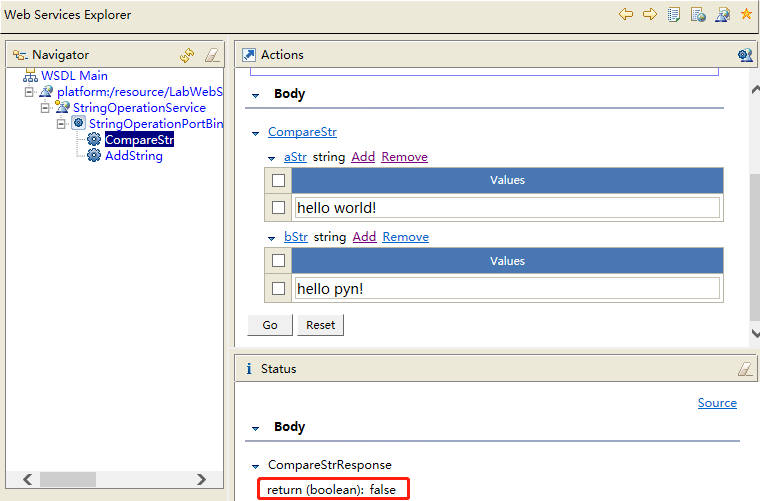 Web Services Explorer
Navigator
WSDL Main
platform:/resource/LabWebS
StringOperationService
StringOperationPortBin
CompareStr
AddString
Actions
Body
CompareStr
aStr string Add Remove
Values
hello world!
bStr string Add Remove
Values
hello pyn!
Go Reset
i Status
Source
Body
CompareStrResponse
return (boolean): false